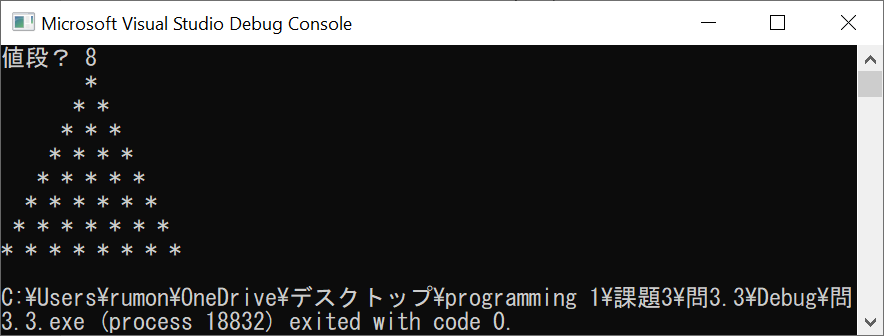 Microsoft Visual Studio Debug Console
値段？ 8
       *
      * *
     * * *
    * * * *
   * * * * *
  * * * * * *
 * * * * * * *
* * * * * * * *
C:¥Users¥rumon¥OneDrive¥デスクトップ¥programming 1¥課題3¥問3.3¥Debug¥問
3.3.exe (process 18832) exited with code 0.